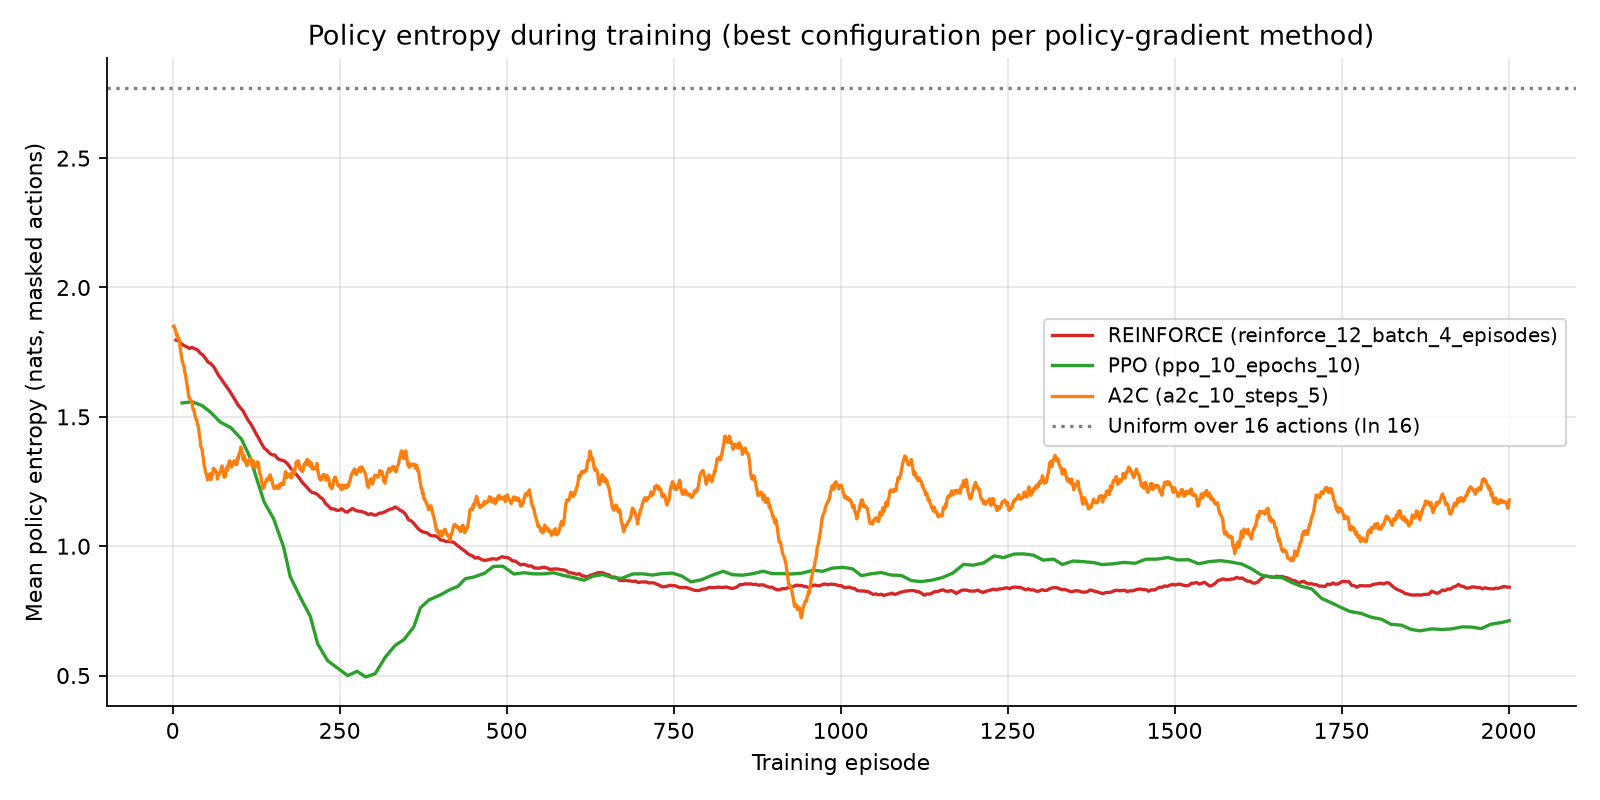 Policy entropy during training (best configuration per policy-gradient method)
Mean policy entropy (nats, masked actions)
2.5
2.0
1.5
1.0
0.5
REINFORCE (reinforce_12_batch_4_episodes)
PPO (ppo_10_epochs_10)
A2C (a2c_10_steps_5)
Uniform over 16 actions (ln 16)
0 250 500 750 1000 1250 1500 1750 2000
Training episode